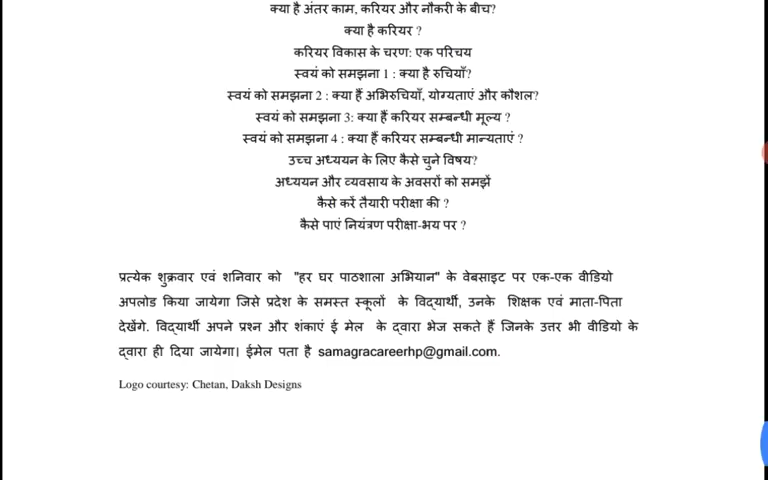 क्या है अंतर काम, करियर और नौकरी के बीच?
क्या है करियर ?
करियर विकास के चरण: एक परिचय
स्वयं को समझना 1 : क्या है रुचियाँ?
स्वयं को समझना 2 : क्या हैं अभिरुचियाँ, योग्यताएं और कौशल?
स्वयं को समझना 3: क्या हैं करियर सम्बन्धी मूल्य ?
स्वयं को समझना 4 : क्या हैं करियर सम्बन्धी मान्यताएं ?
उच्च अध्ययन के लिए कैसे चुने विषय?
अध्ययन और व्यवसाय के अवसरों को समझें
कैसे करें तैयारी परीक्षा की ?
कैसे पाएं नियंत्रण परीक्षा-भय पर ?
प्रत्येक शुक्रवार एवं शनिवार को "हर घर पाठशाला अभियान" के वेबसाइट पर एक-एक वीडियो
अपलोड किया जायेगा जिसे प्रदेश के समस्त स्कूलों के विद्यार्थी, उनके शिक्षक एवं माता-पिता
देखेंगे. विद्यार्थी अपने प्रश्न और शंकाएं ई मेल के द्वारा भेज सकते हैं जिनके उत्तर भी वीडियो के
द्वारा ही दिया जायेगा। ईमेल पता है samagracareerhp@gmail.com.
Logo courtesy: Chetan, Daksh Designs